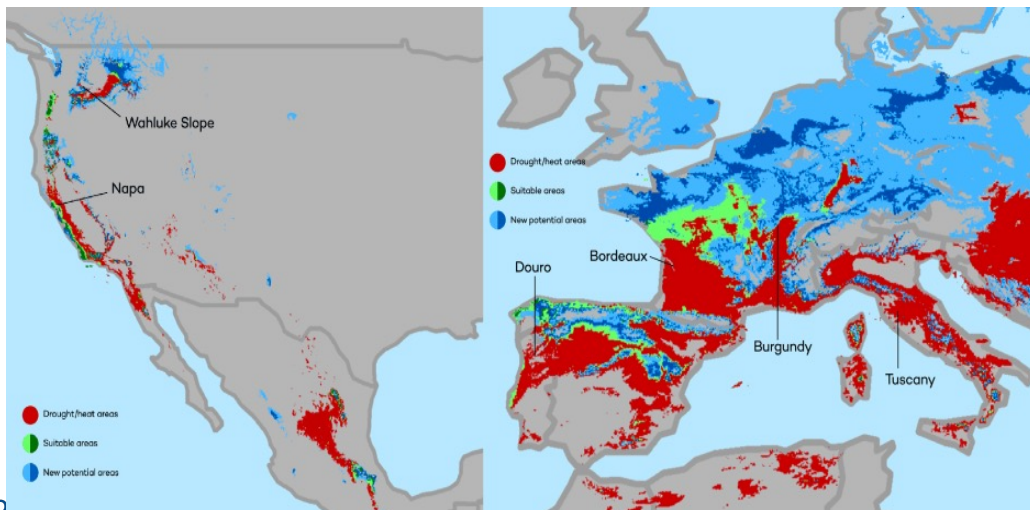 Wahluke Slope
Napa
Drought/heat areas
Suitable areas
New potential areas
Drought/heat areas
Suitable areas
New potential areas
Bordeaux
Douro
Burgundy
Tuscany